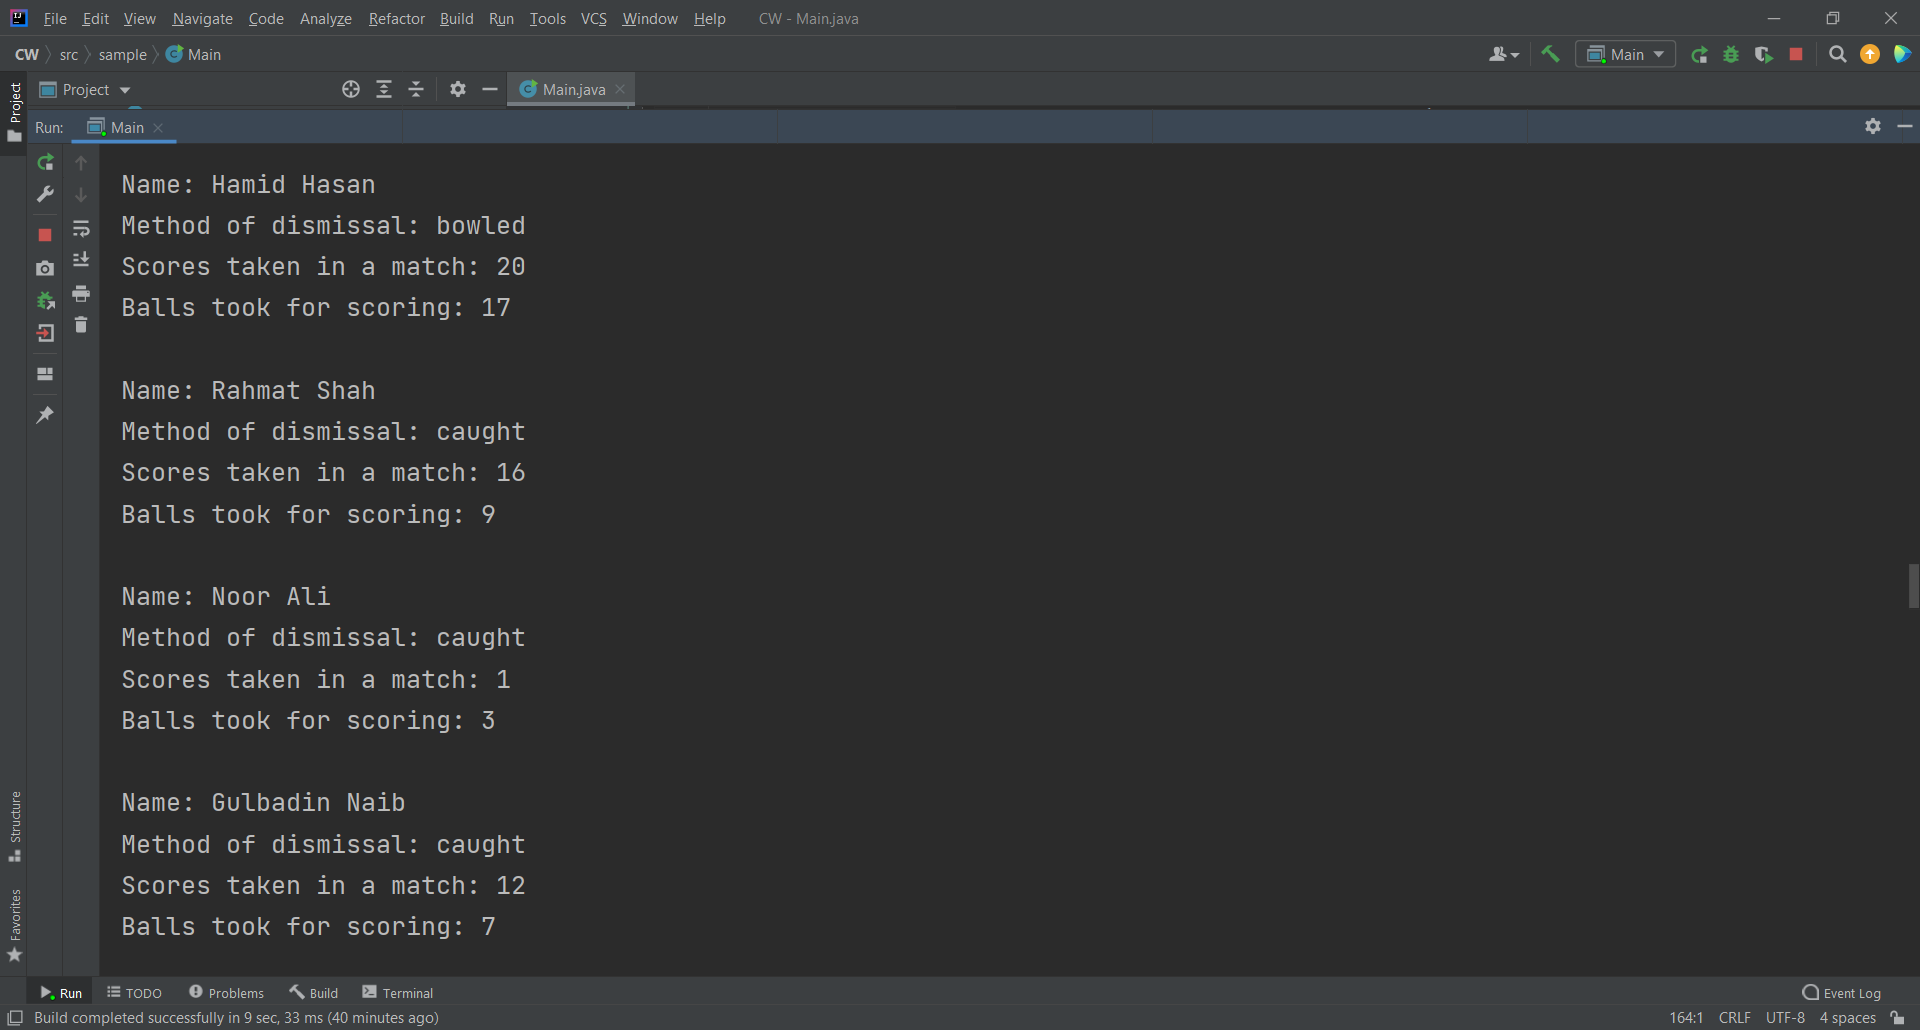 File Edit View Navigate Code Analyze Refactor Build Run Tools VCS Window Help CW - Main.java
CW src sample Main Main
Project Main.java
Project
Run: Main
Name: Hamid Hasan
Method of dismissal: bowled
Scores taken in a match: 20
Balls took for scoring: 17
Name: Rahmat Shah
Method of dismissal: caught
Scores taken in a match: 16
Balls took for scoring: 9
Name: Noor Ali
Method of dismissal: caught
Scores taken in a match: 1
Balls took for scoring: 3
Name: Gulbadin Naib
Method of dismissal: caught
Scores taken in a match: 12
Balls took for scoring: 7
Structure
Favorites
Run TODO Problems Build Terminal Event Log
Build completed successfully in 9 sec, 33 ms (40 minutes ago) 164:1 CRLF UTF-8 4 spaces